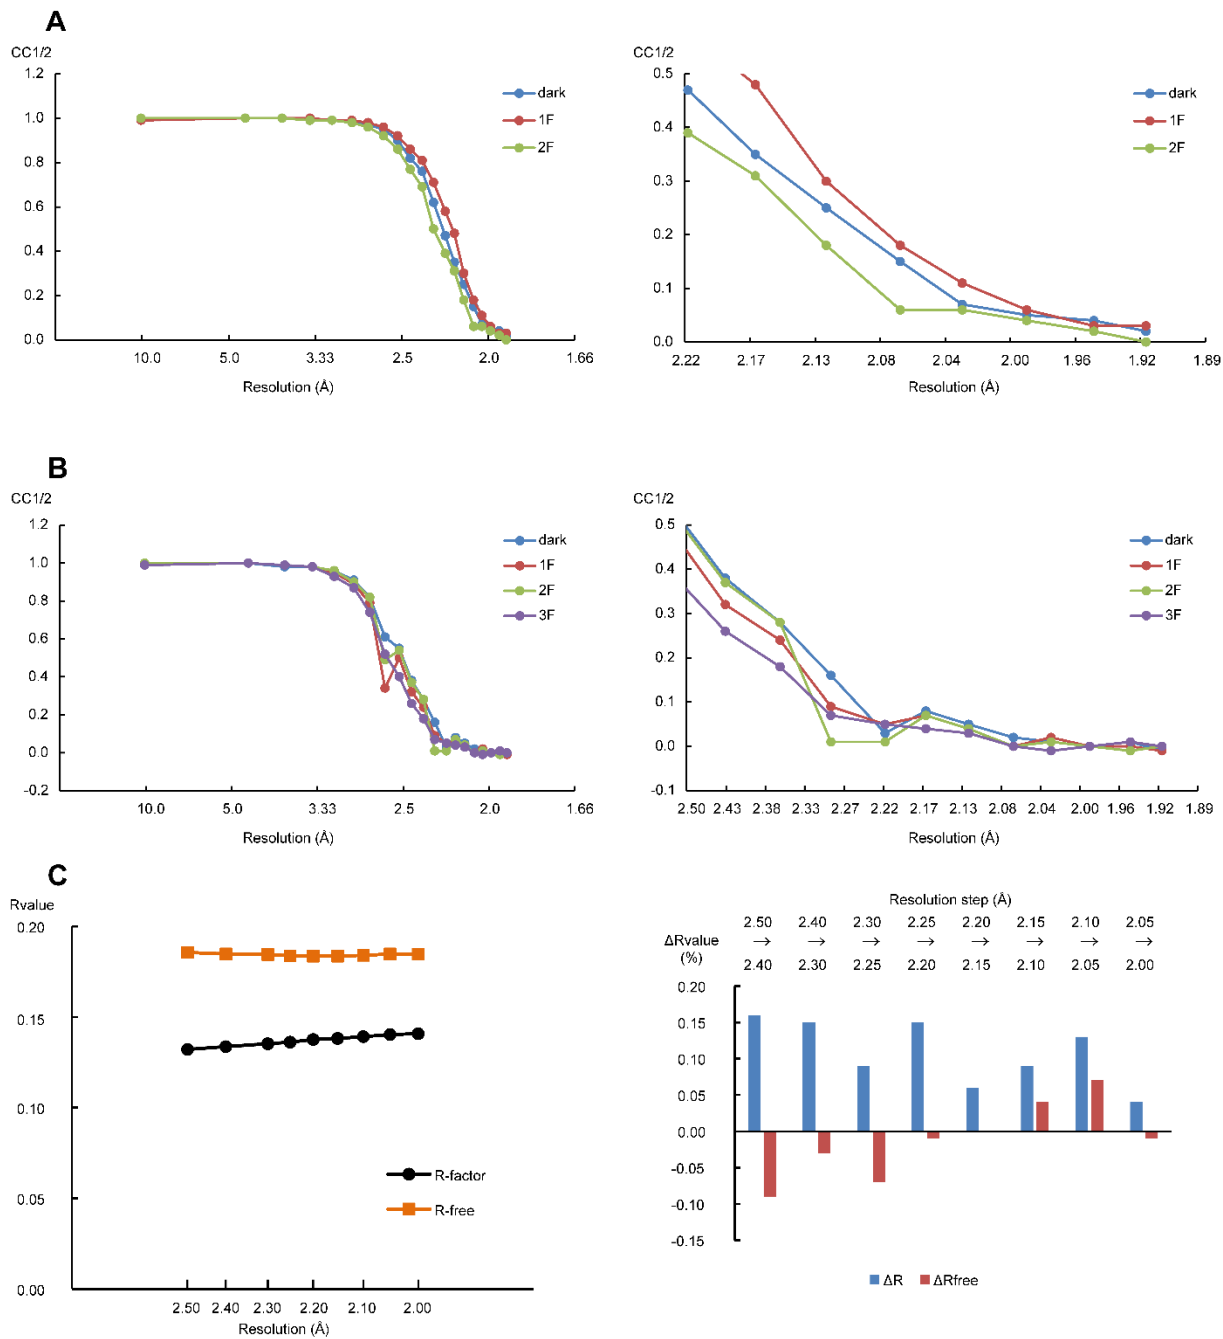 A
CC1/2
1.2
1.0
0.8
0.6
0.4
0.2
0.0
10.0 5.0 3.33 2.5 2.0 1.66
Resolution (Å)
dark
1F
2F
CC1/2
0.5
0.4
0.3
0.2
0.1
0.0
2.22 2.17 2.13 2.08 2.04 2.00 1.96 1.92 1.89
Resolution (Å)
dark
1F
2F
B
CC1/2
1.2
1.0
0.8
0.6
0.4
0.2
0.0
-0.2
10.0 5.0 3.33 2.5 2.0 1.66
Resolution (Å)
dark
1F
2F
3F
CC1/2
0.5
0.4
0.3
0.2
0.1
0.0
-0.1
2.50 2.43 2.38 2.33 2.27 2.22 2.17 2.13 2.08 2.04 2.00 1.96 1.92 1.89
Resolution (Å)
dark
1F
2F
3F
C
Rvalue
0.20
0.15
0.10
0.05
0.00
2.50 2.40 2.30 2.20 2.10 2.00
Resolution (Å)
R-factor
R-free
Resolution step (Å)
2.50 2.40 2.30 2.25 2.20 2.15 2.10 2.05
ΔRvalue → → → → → → → →
(%)
2.40 2.30 2.25 2.20 2.15 2.10 2.05 2.00
0.20
0.15
0.10
0.05
0.00
-0.05
-0.10
-0.15
ΔR ΔRfree